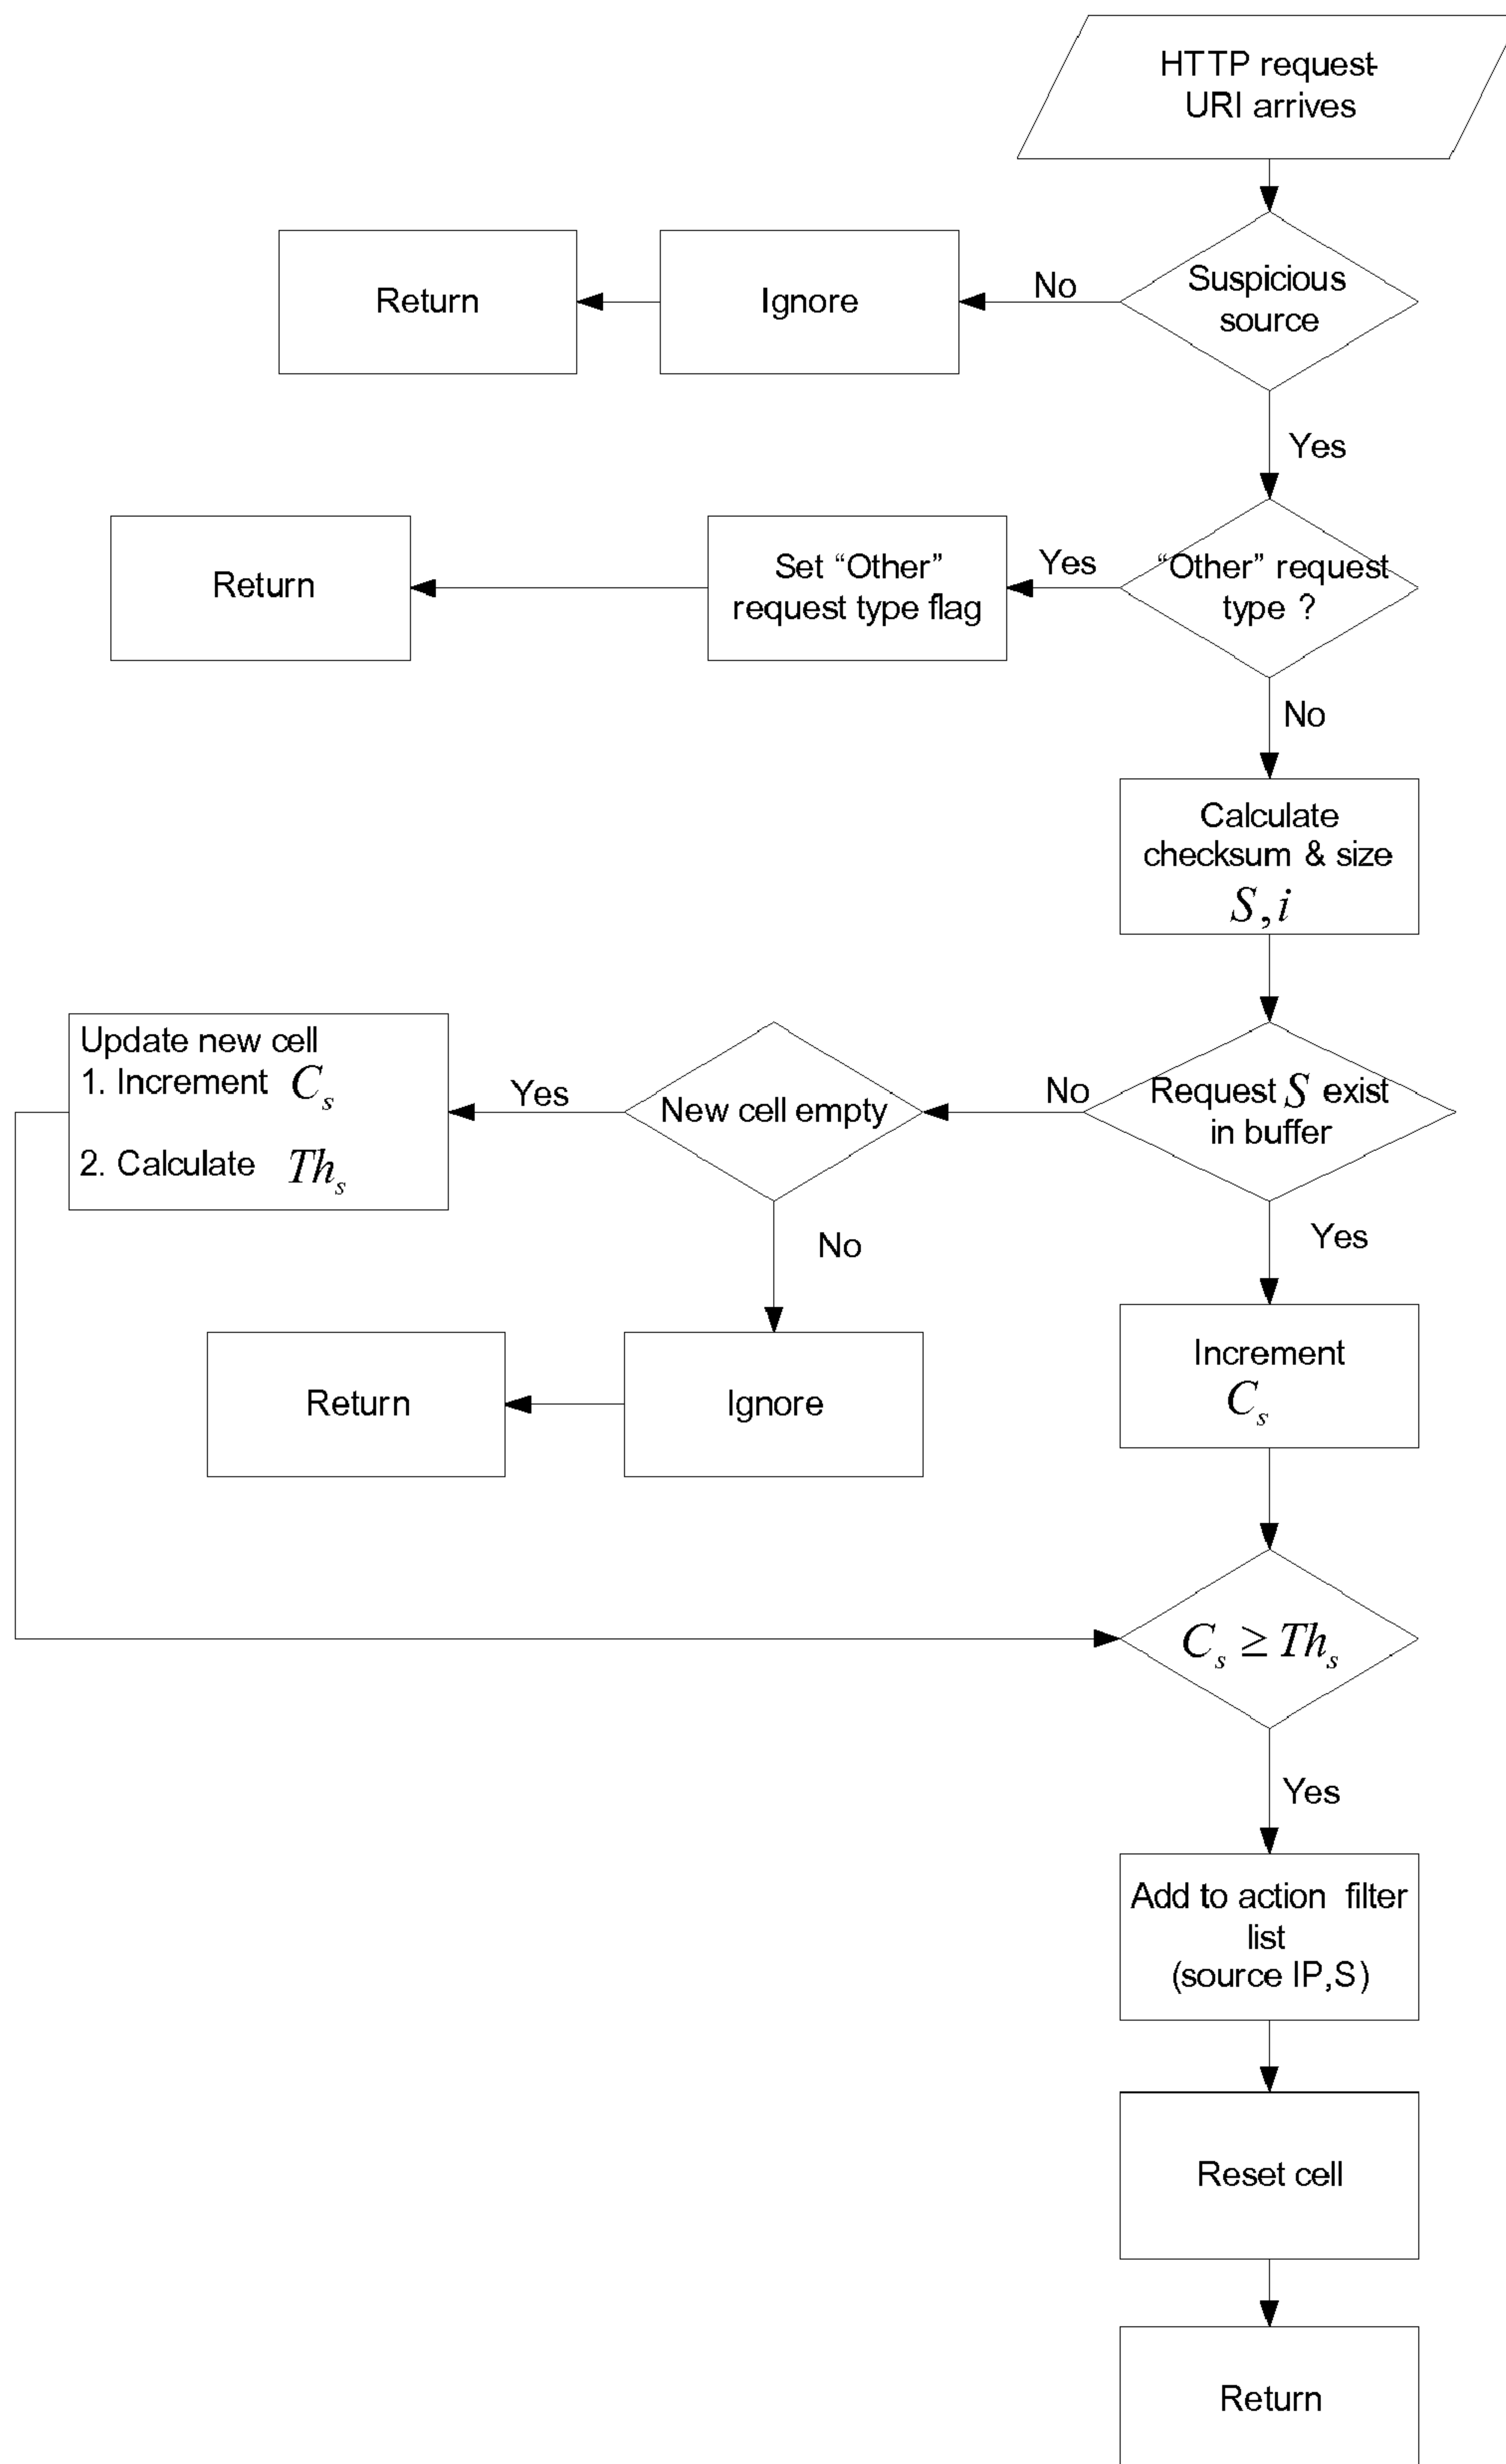 HTTP request-
URI arrives
Suspicious
source
No
Ignore
Return
Yes
"Other" request
type ?
Yes
Set “Other”
request type flag
Return
No
Calculate
checksum & size
S, i
Request S exist
in buffer
No
New cell empty
Yes
Update new cell
1. Increment C_s
2. Calculate Th_s
No
Ignore
Return
Yes
Increment
C_s
C_s ≥ Th_s
Yes
Add to action filter
list
(source IP,S)
Reset cell
Return